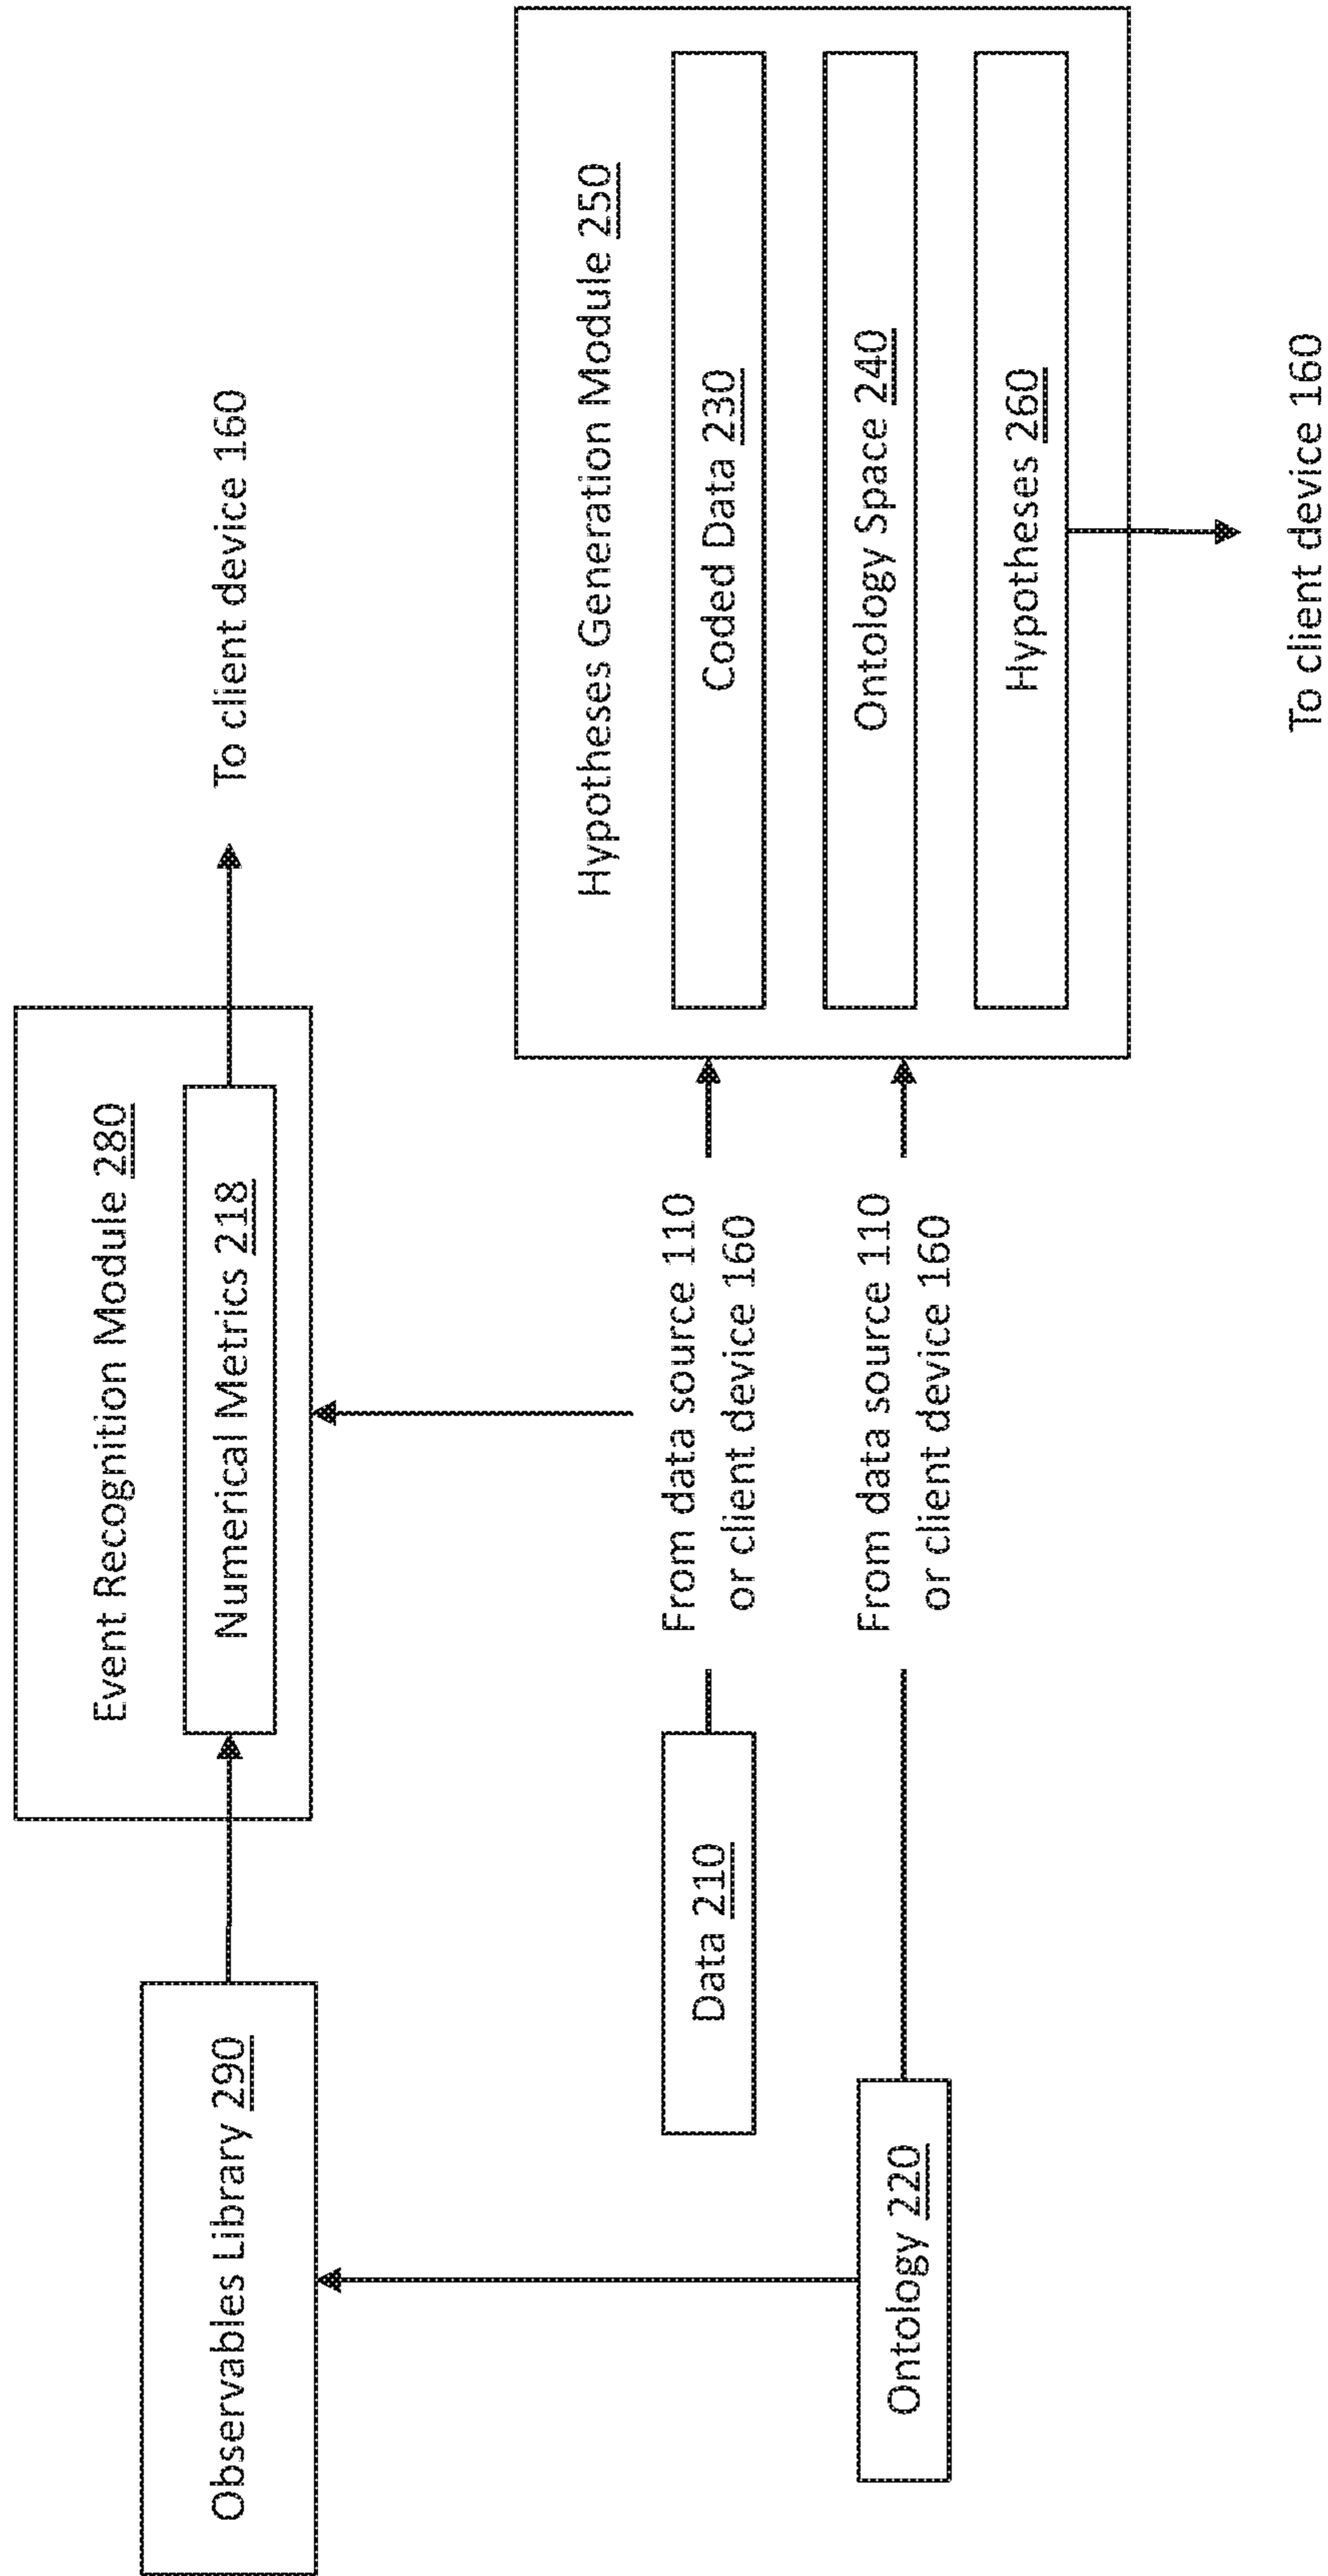 Observables Library 290
Event Recognition Module 280
Numerical Metrics 218
To client device 160
Data 210
From data source 110
or client device 160
Ontology 220
From data source 110
or client device 160
Hypotheses Generation Module 250
Coded Data 230
Ontology Space 240
Hypotheses 260
To client device 160